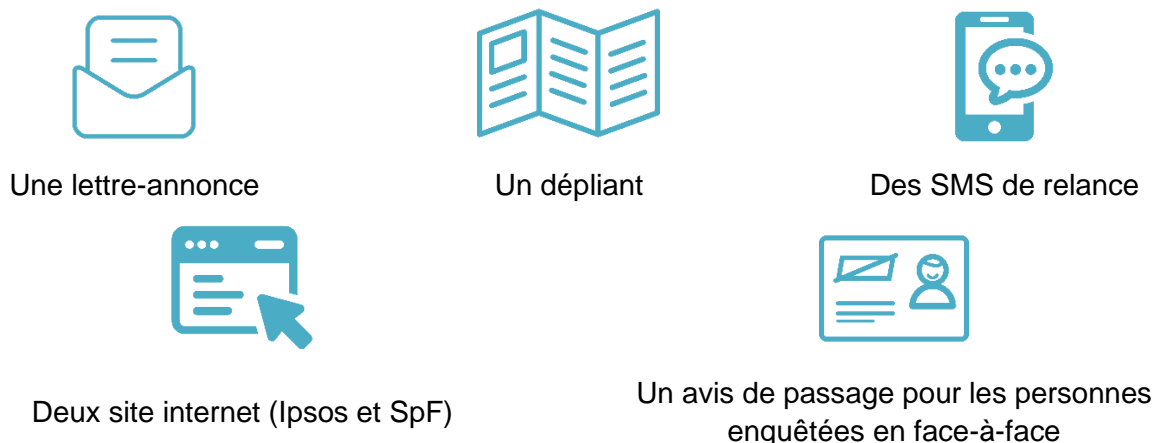 Une lettre-annonce
Un dépliant
Des SMS de relance
Deux site internet (Ipsos et SpF)
Un avis de passage pour les personnes
enquêtées en face-à-face